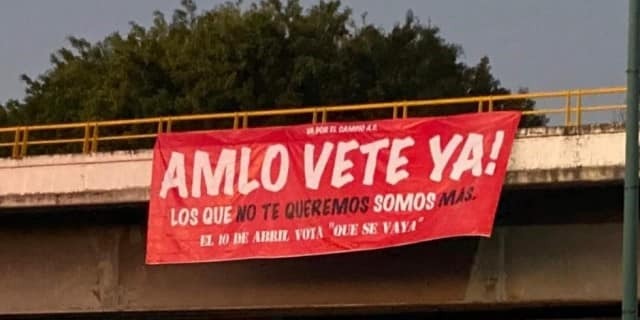 VA POR EL CAMINO A.R.
AMLO VETE YA!
LOS QUE NO TE QUEREMOS SOMOS MÁS.
EL 10 DE ABRIL VOTA "QUE SE VAYA"